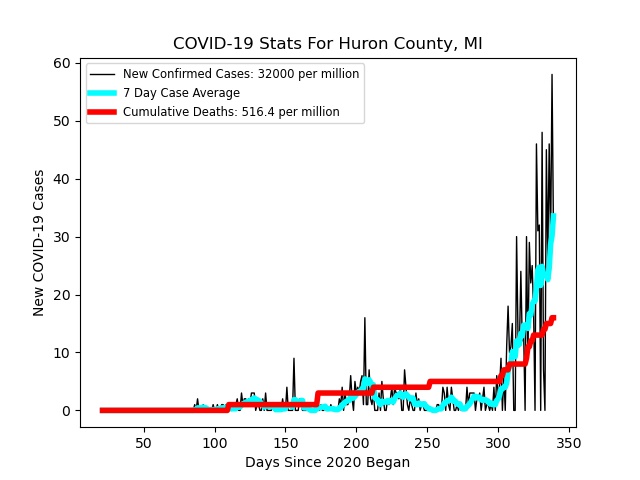 COVID-19 Stats For Huron County, MI
New Confirmed Cases: 32000 per million
7 Day Case Average
Cumulative Deaths: 516.4 per million
60
50
40
30
20
10
0
New COVID-19 Cases
50 100 150 200 250 300 350
Days Since 2020 Began